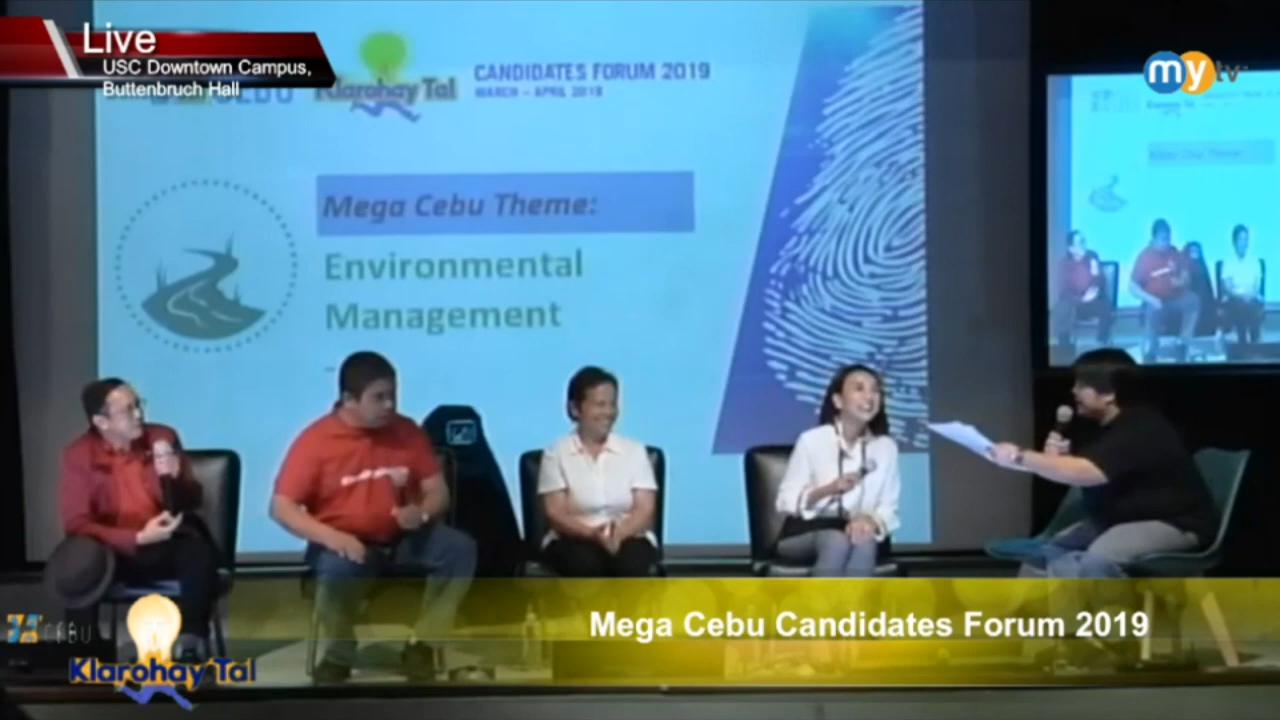 Live
USC Downtown Campus,
Buttenbruch Hall
CEBU
Klarohay Tal
CANDIDATES FORUM 2019
MARCH – APRIL 2019
my tv
Mega Cebu Theme:
Environmental
Management
Mega Cebu Candidates Forum 2019
CEBU
Klarohay Tal